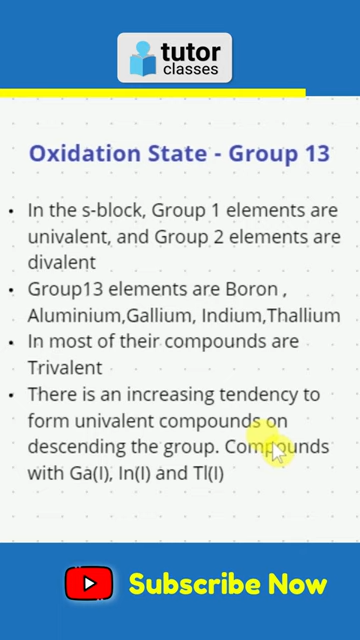 tutor
classes
Oxidation State - Group 13
• In the s-block, Group 1 elements are
univalent, and Group 2 elements are
divalent
• Group13 elements are Boron ,
Aluminium,Gallium, Indium,Thallium
• In most of their compounds are
Trivalent
• There is an increasing tendency to
form univalent compounds on
descending the group. Compounds
with Ga(I), In(I) and Tl(I)
Subscribe Now